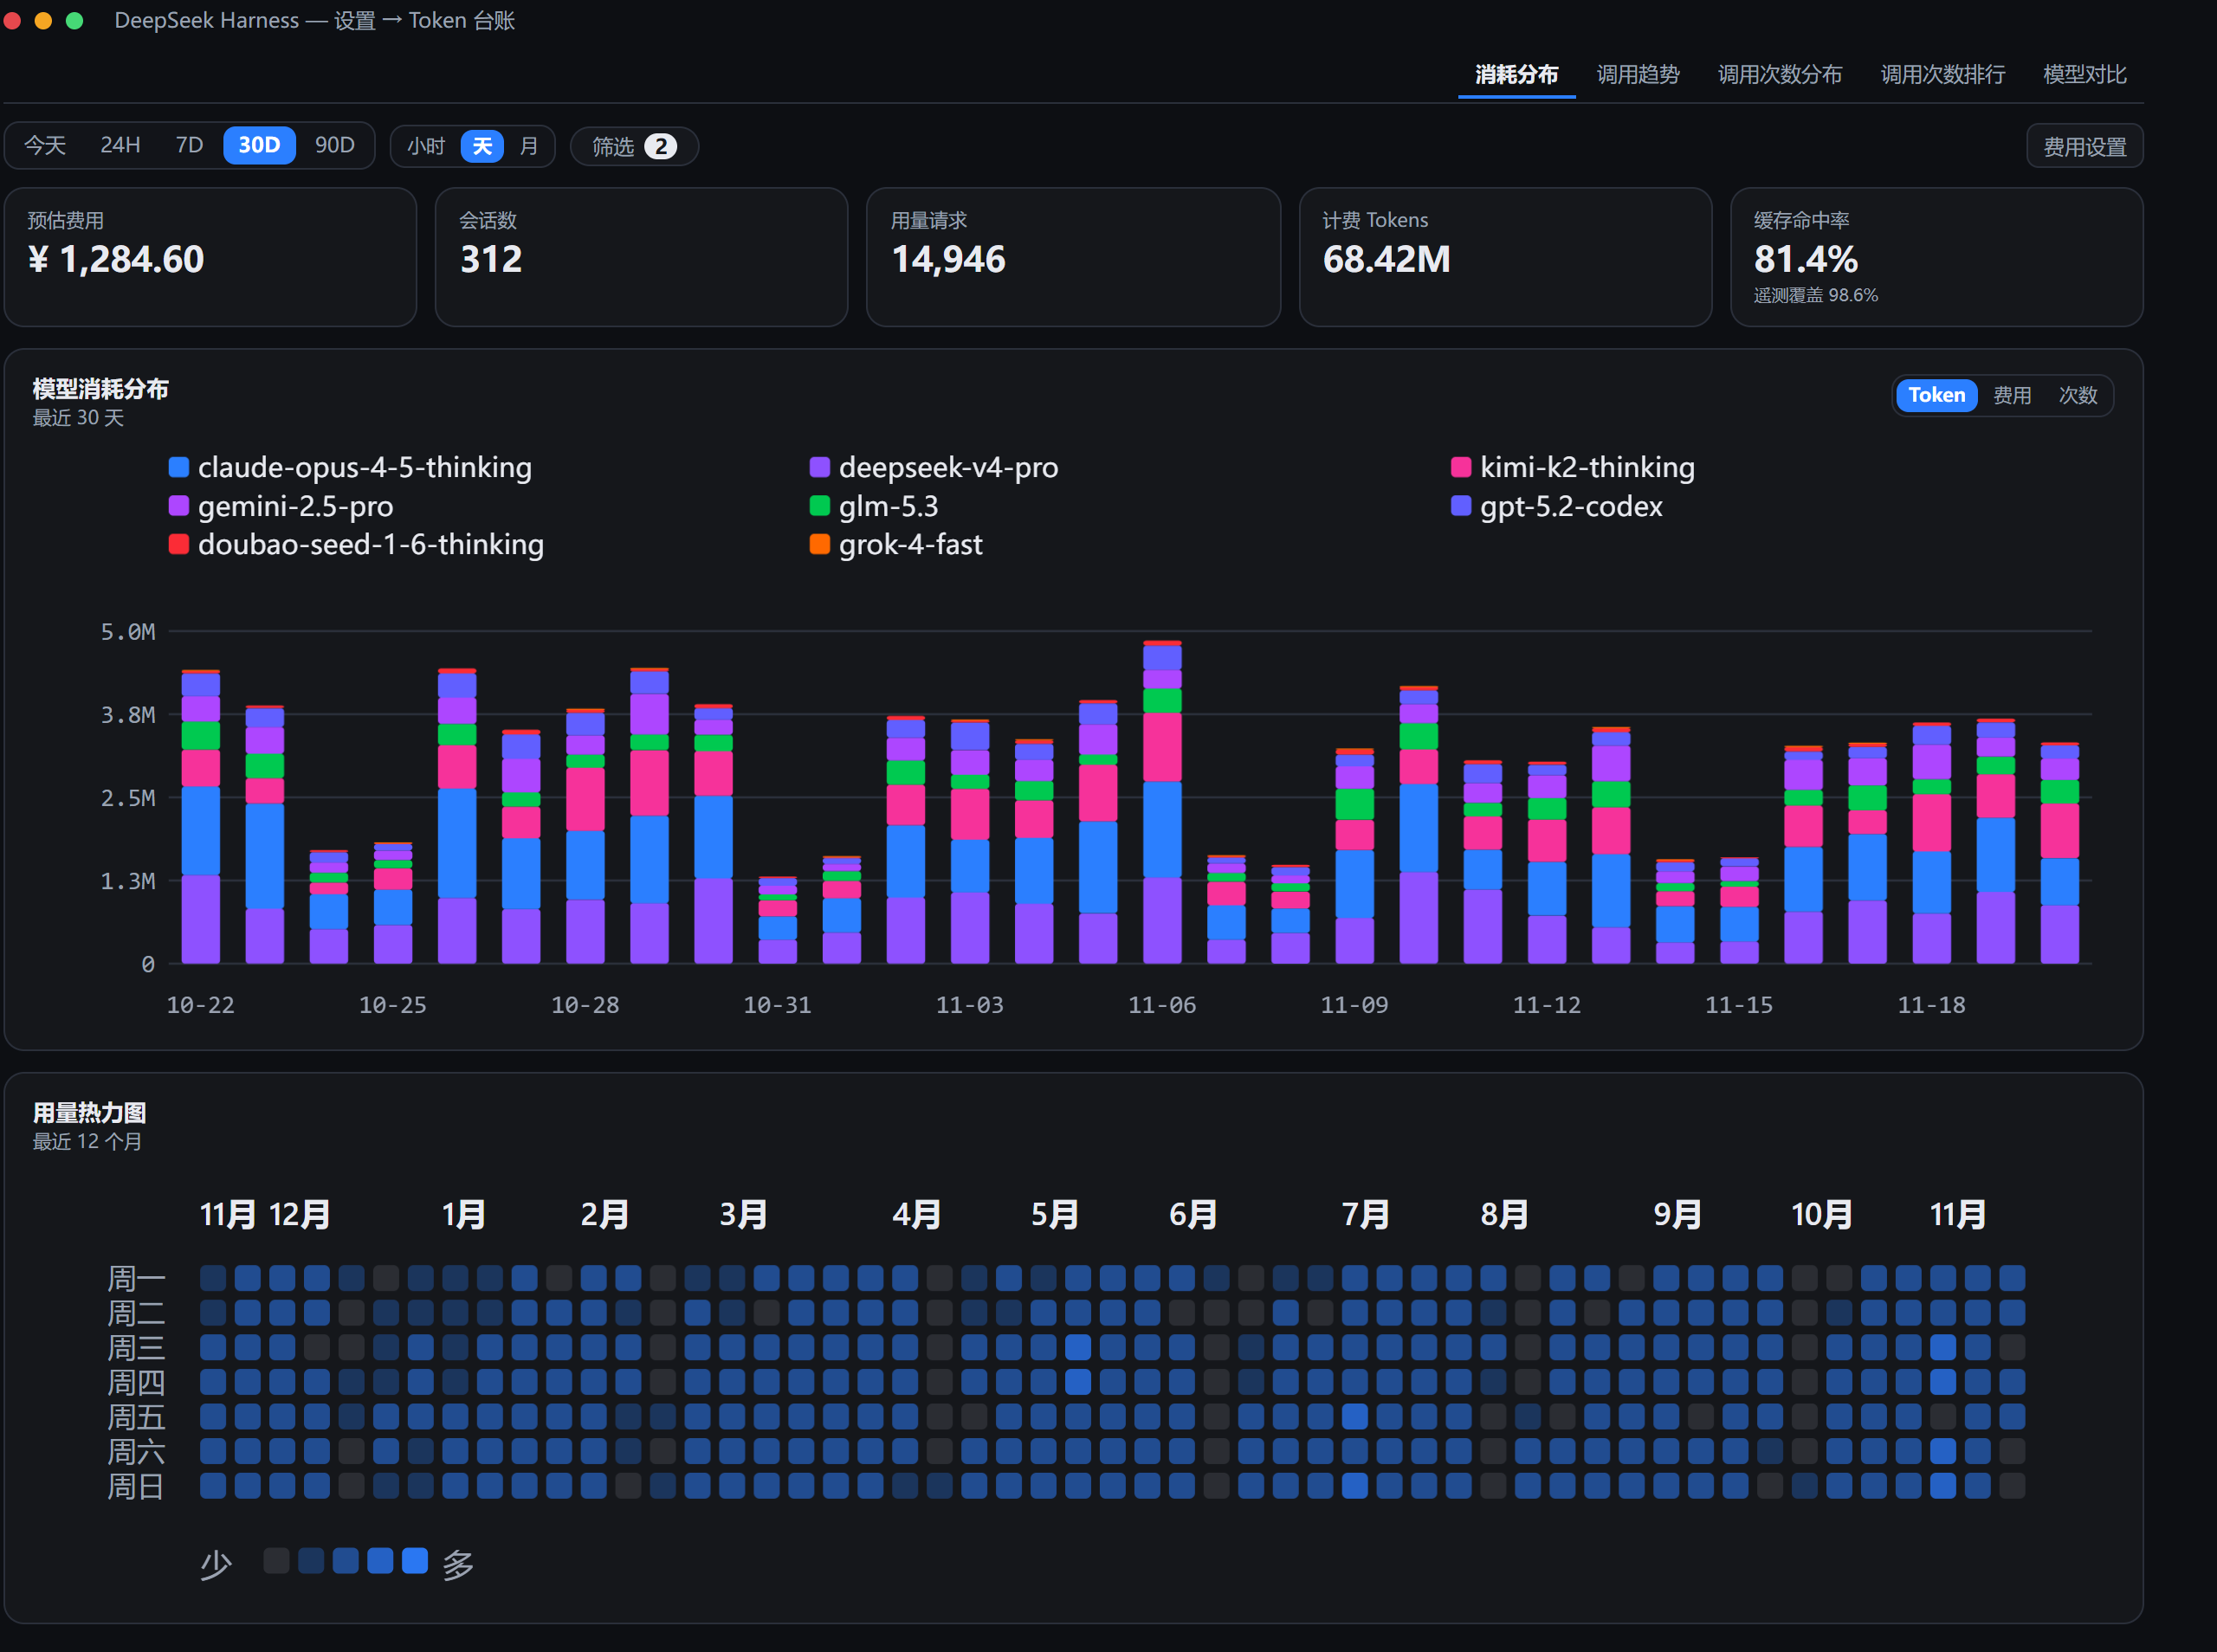 DeepSeek Harness — 设置 → Token 台账
消耗分布 调用趋势 调用次数分布 调用次数排行 模型对比
今天 24H 7D 30D 90D 小时 天 月 筛选 2 费用设置
预估费用 会话数 用量请求 计费 Tokens 缓存命中率
¥ 1,284.60 312 14,946 68.42M 81.4%
遥测覆盖 98.6%
模型消耗分布
最近 30 天
Token 费用 次数
claude-opus-4-5-thinking deepseek-v4-pro kimi-k2-thinking
gemini-2.5-pro glm-5.3 gpt-5.2-codex
doubao-seed-1-6-thinking grok-4-fast
5.0M
3.8M
2.5M
1.3M
0
10-22 10-25 10-28 10-31 11-03 11-06 11-09 11-12 11-15 11-18
用量热力图
最近 12 个月
11月 12月 1月 2月 3月 4月 5月 6月 7月 8月 9月 10月 11月
周一
周二
周三
周四
周五
周六
周日
少 多